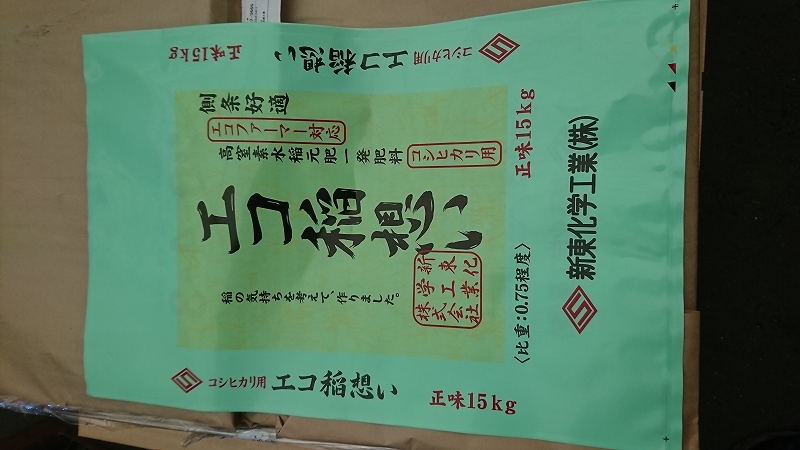 側条好適
エコファーマー対応
高窒素水稲元肥一発肥料
コシヒカリ用
エコ稲想い
稲の気持ちを考えて、作りました。
新東化
学工業
株式会社
〈比重:0.75程度〉
正味15kg
新東化学工業(株)
コシヒカリ用
エコ稲想い
正味15kg
コシヒカリ用
エコ稲想い
正味15kg